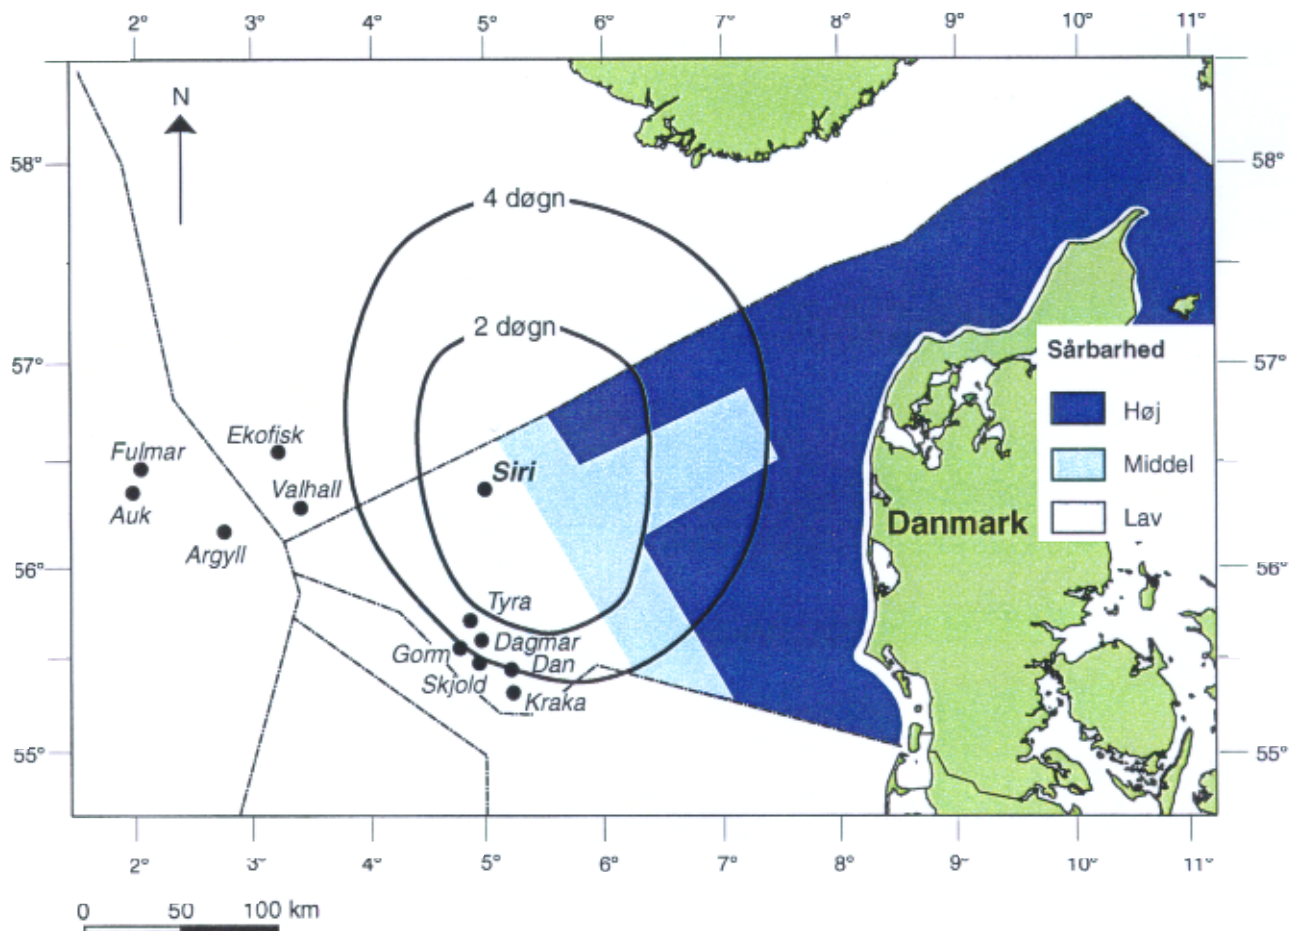 2° 3° 4° 5° 6° 7° 8° 9° 10° 11°
N
58° 58°
4 døgn
2 døgn
57° 57°
Sårbarhed
Høj
Middel
Lav
Ekofisk
Fulmar
Siri
Valhall
Auk
Danmark
Argyll
56° 56°
Tyra
Dagmar
Gorm
Dan
Skjold
Kraka
55° 55°
2° 3° 4° 5° 6° 7° 8° 9° 10° 11°
0 50 100 km